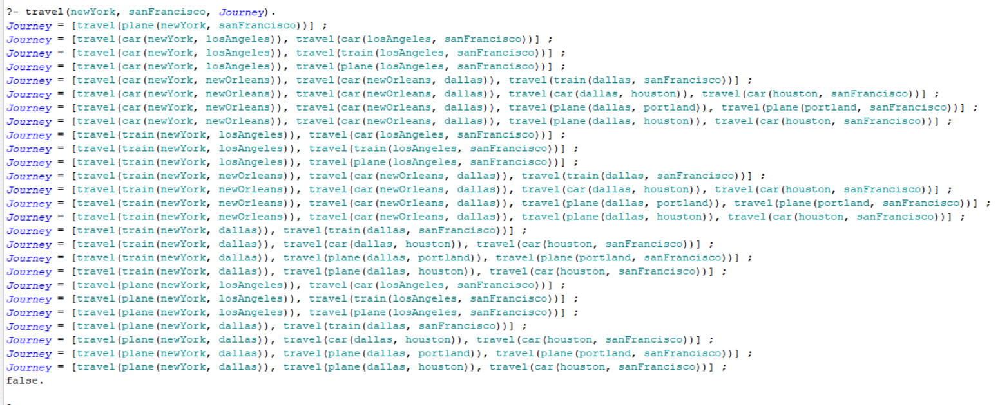 ?- travel(newYork, sanFrancisco, Journey).
Journey = [travel(plane(newYork, sanFrancisco))] ;
Journey = [travel(car(newYork, losAngeles)), travel(car(losAngeles, sanFrancisco))] ;
Journey = [travel(car(newYork, losAngeles)), travel(train(losAngeles, sanFrancisco))] ;
Journey = [travel(car(newYork, losAngeles)), travel(plane(losAngeles, sanFrancisco))] ;
Journey = [travel(car(newYork, newOrleans)), travel(car(newOrleans, dallas)), travel(train(dallas, sanFrancisco))] ;
Journey = [travel(car(newYork, newOrleans)), travel(car(newOrleans, dallas)), travel(car(dallas, houston)), travel(car(houston, sanFrancisco))] ;
Journey = [travel(car(newYork, newOrleans)), travel(car(newOrleans, dallas)), travel(plane(dallas, portland)), travel(plane(portland, sanFrancisco))] ;
Journey = [travel(car(newYork, newOrleans)), travel(car(newOrleans, dallas)), travel(plane(dallas, houston)), travel(car(houston, sanFrancisco))] ;
Journey = [travel(train(newYork, losAngeles)), travel(car(losAngeles, sanFrancisco))] ;
Journey = [travel(train(newYork, losAngeles)), travel(train(losAngeles, sanFrancisco))] ;
Journey = [travel(train(newYork, losAngeles)), travel(plane(losAngeles, sanFrancisco))] ;
Journey = [travel(train(newYork, newOrleans)), travel(car(newOrleans, dallas)), travel(train(dallas, sanFrancisco))] ;
Journey = [travel(train(newYork, newOrleans)), travel(car(newOrleans, dallas)), travel(car(dallas, houston)), travel(car(houston, sanFrancisco))] ;
Journey = [travel(train(newYork, newOrleans)), travel(car(newOrleans, dallas)), travel(plane(dallas, portland)), travel(plane(portland, sanFrancisco))] ;
Journey = [travel(train(newYork, newOrleans)), travel(car(newOrleans, dallas)), travel(plane(dallas, houston)), travel(car(houston, sanFrancisco))] ;
Journey = [travel(train(newYork, dallas)), travel(train(dallas, sanFrancisco))] ;
Journey = [travel(train(newYork, dallas)), travel(car(dallas, houston)), travel(car(houston, sanFrancisco))] ;
Journey = [travel(train(newYork, dallas)), travel(plane(dallas, portland)), travel(plane(portland, sanFrancisco))] ;
Journey = [travel(train(newYork, dallas)), travel(plane(dallas, houston)), travel(car(houston, sanFrancisco))] ;
Journey = [travel(plane(newYork, losAngeles)), travel(car(losAngeles, sanFrancisco))] ;
Journey = [travel(plane(newYork, losAngeles)), travel(train(losAngeles, sanFrancisco))] ;
Journey = [travel(plane(newYork, losAngeles)), travel(plane(losAngeles, sanFrancisco))] ;
Journey = [travel(plane(newYork, dallas)), travel(train(dallas, sanFrancisco))] ;
Journey = [travel(plane(newYork, dallas)), travel(car(dallas, houston)), travel(car(houston, sanFrancisco))] ;
Journey = [travel(plane(newYork, dallas)), travel(plane(dallas, portland)), travel(plane(portland, sanFrancisco))] ;
Journey = [travel(plane(newYork, dallas)), travel(plane(dallas, houston)), travel(car(houston, sanFrancisco))] ;
false.